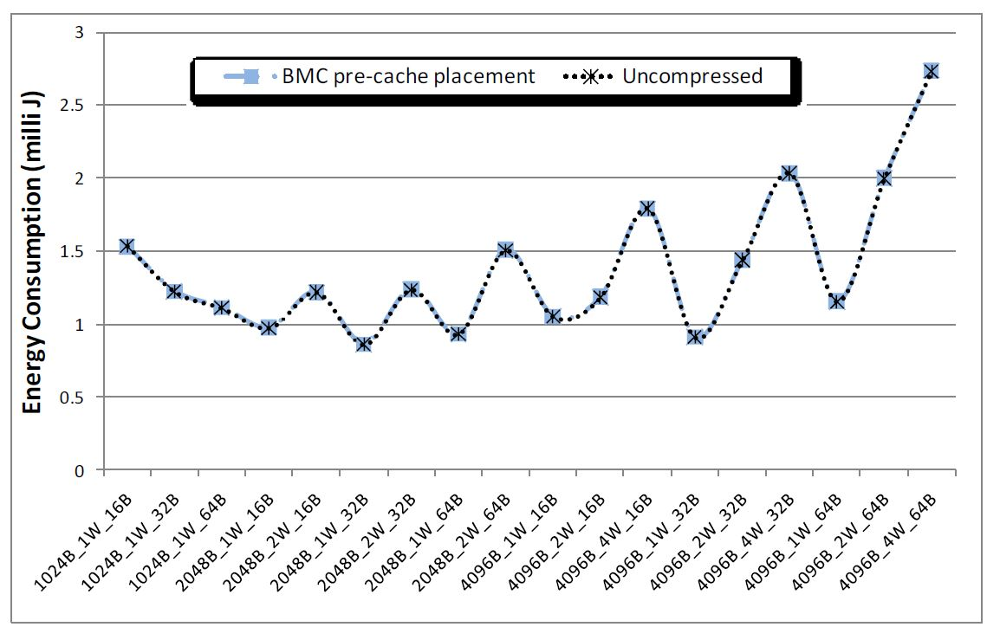 3
BMC pre-cache placement Uncompressed
2.5
2
1.5
1
0.5
0
Energy Consumption (milli J)
1024B_1W_16B
1024B_1W_32B
1024B_1W_64B
2048B_1W_16B
2048B_2W_16B
2048B_1W_32B
2048B_2W_32B
2048B_1W_64B
2048B_2W_64B
4096B_1W_16B
4096B_2W_16B
4096B_4W_16B
4096B_1W_32B
4096B_2W_32B
4096B_4W_32B
4096B_1W_64B
4096B_2W_64B
4096B_4W_64B